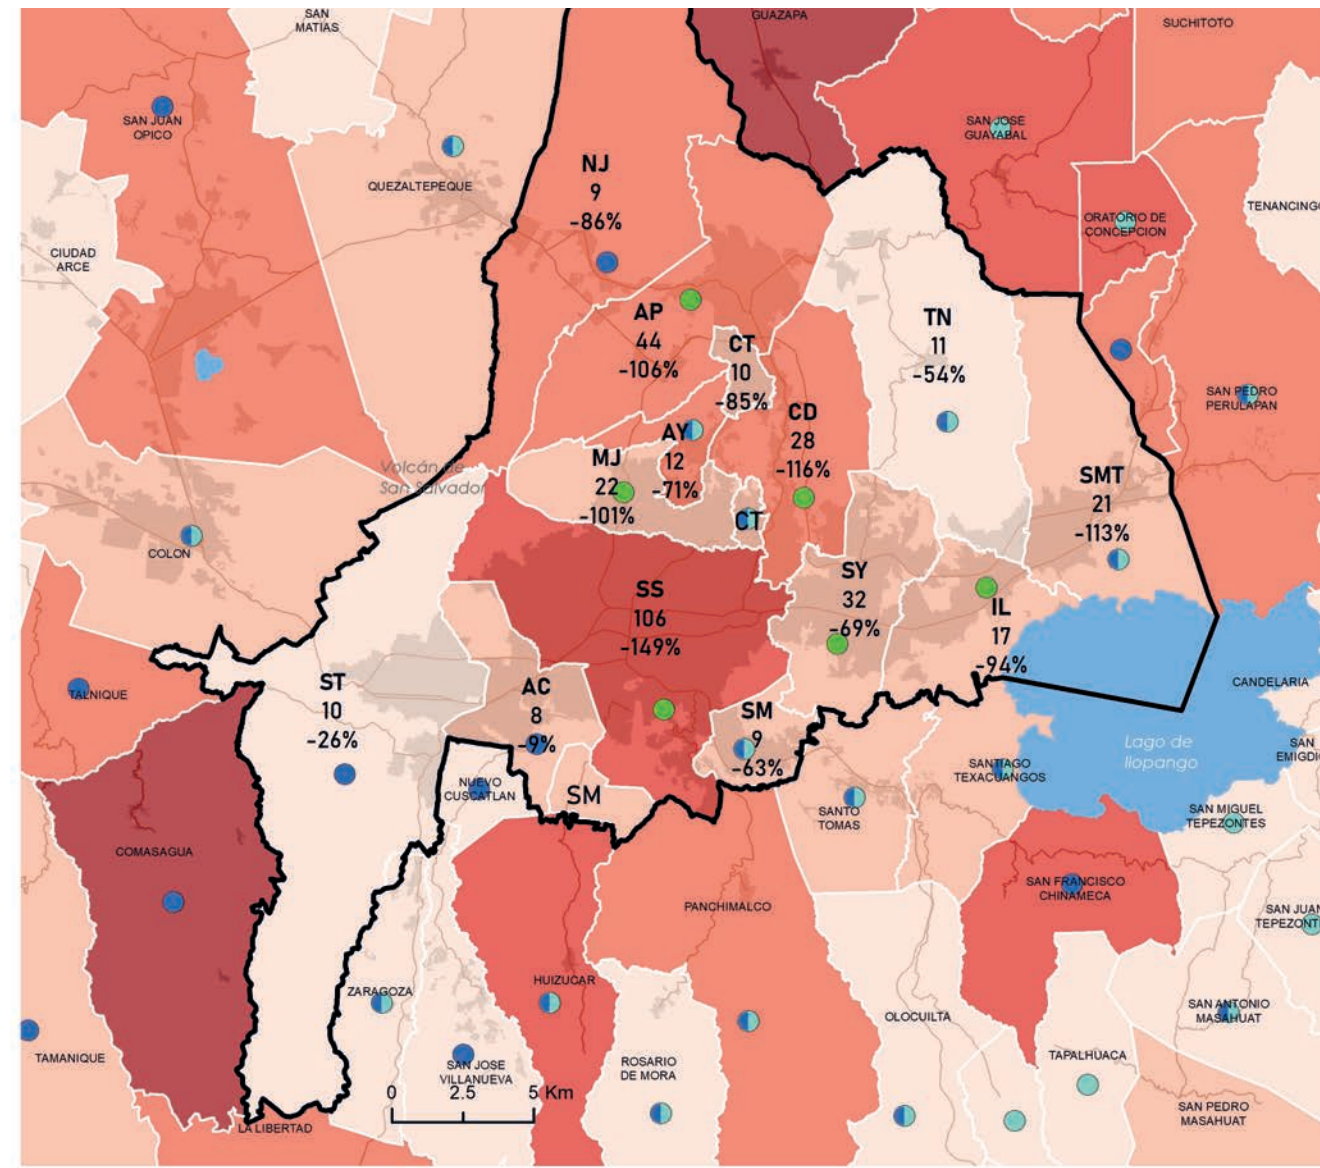 SAN
MATIAS
GUAZAPA
SUCHITOTO
SAN JUAN
OPICO
SAN JOSE
GUAYABAL
NJ
9
-86%
QUEZALTEPEQUE
TENANCINGO
ORATORIO DE
CONCEPCION
CIUDAD
ARCE
AP
44
-106%
TN
11
-54%
CT
10
-85%
SAN PEDRO
PERULAPAN
CD
28
-116%
AY
12
-71%
MJ
22
-101%
Volcán de
San Salvador
SMT
21
-113%
CT
COLON
SY
32
-69%
SS
106
-149%
IL
17
-94%
ST
10
-26%
AC
8
-9%
TALNIQUE
CANDELARIA
SM
9
-63%
Lago de
Ilopango
SAN
EMIGDI
SANTIAGO
TEXACUANGOS
NUEVO
CUSCATLAN
SM
SANTO
TOMAS
SAN MIGUEL
TEPEZONTES
COMASAGUA
SAN FRANCISCO
CHINAMECA
PANCHIMALCO
SAN JUAN
TEPEZONT
HUIZUCAR
ZARAGOZA
SAN ANTONIO
MASAHUAT
OLOCUILTA
TAMANIQUE
SAN JOSE
VILLANUEVA
ROSARIO
DE MORA
TAPALHUACA
0 2.5 5 Km
SAN PEDRO
MASAHUAT
LA LIBERTAD